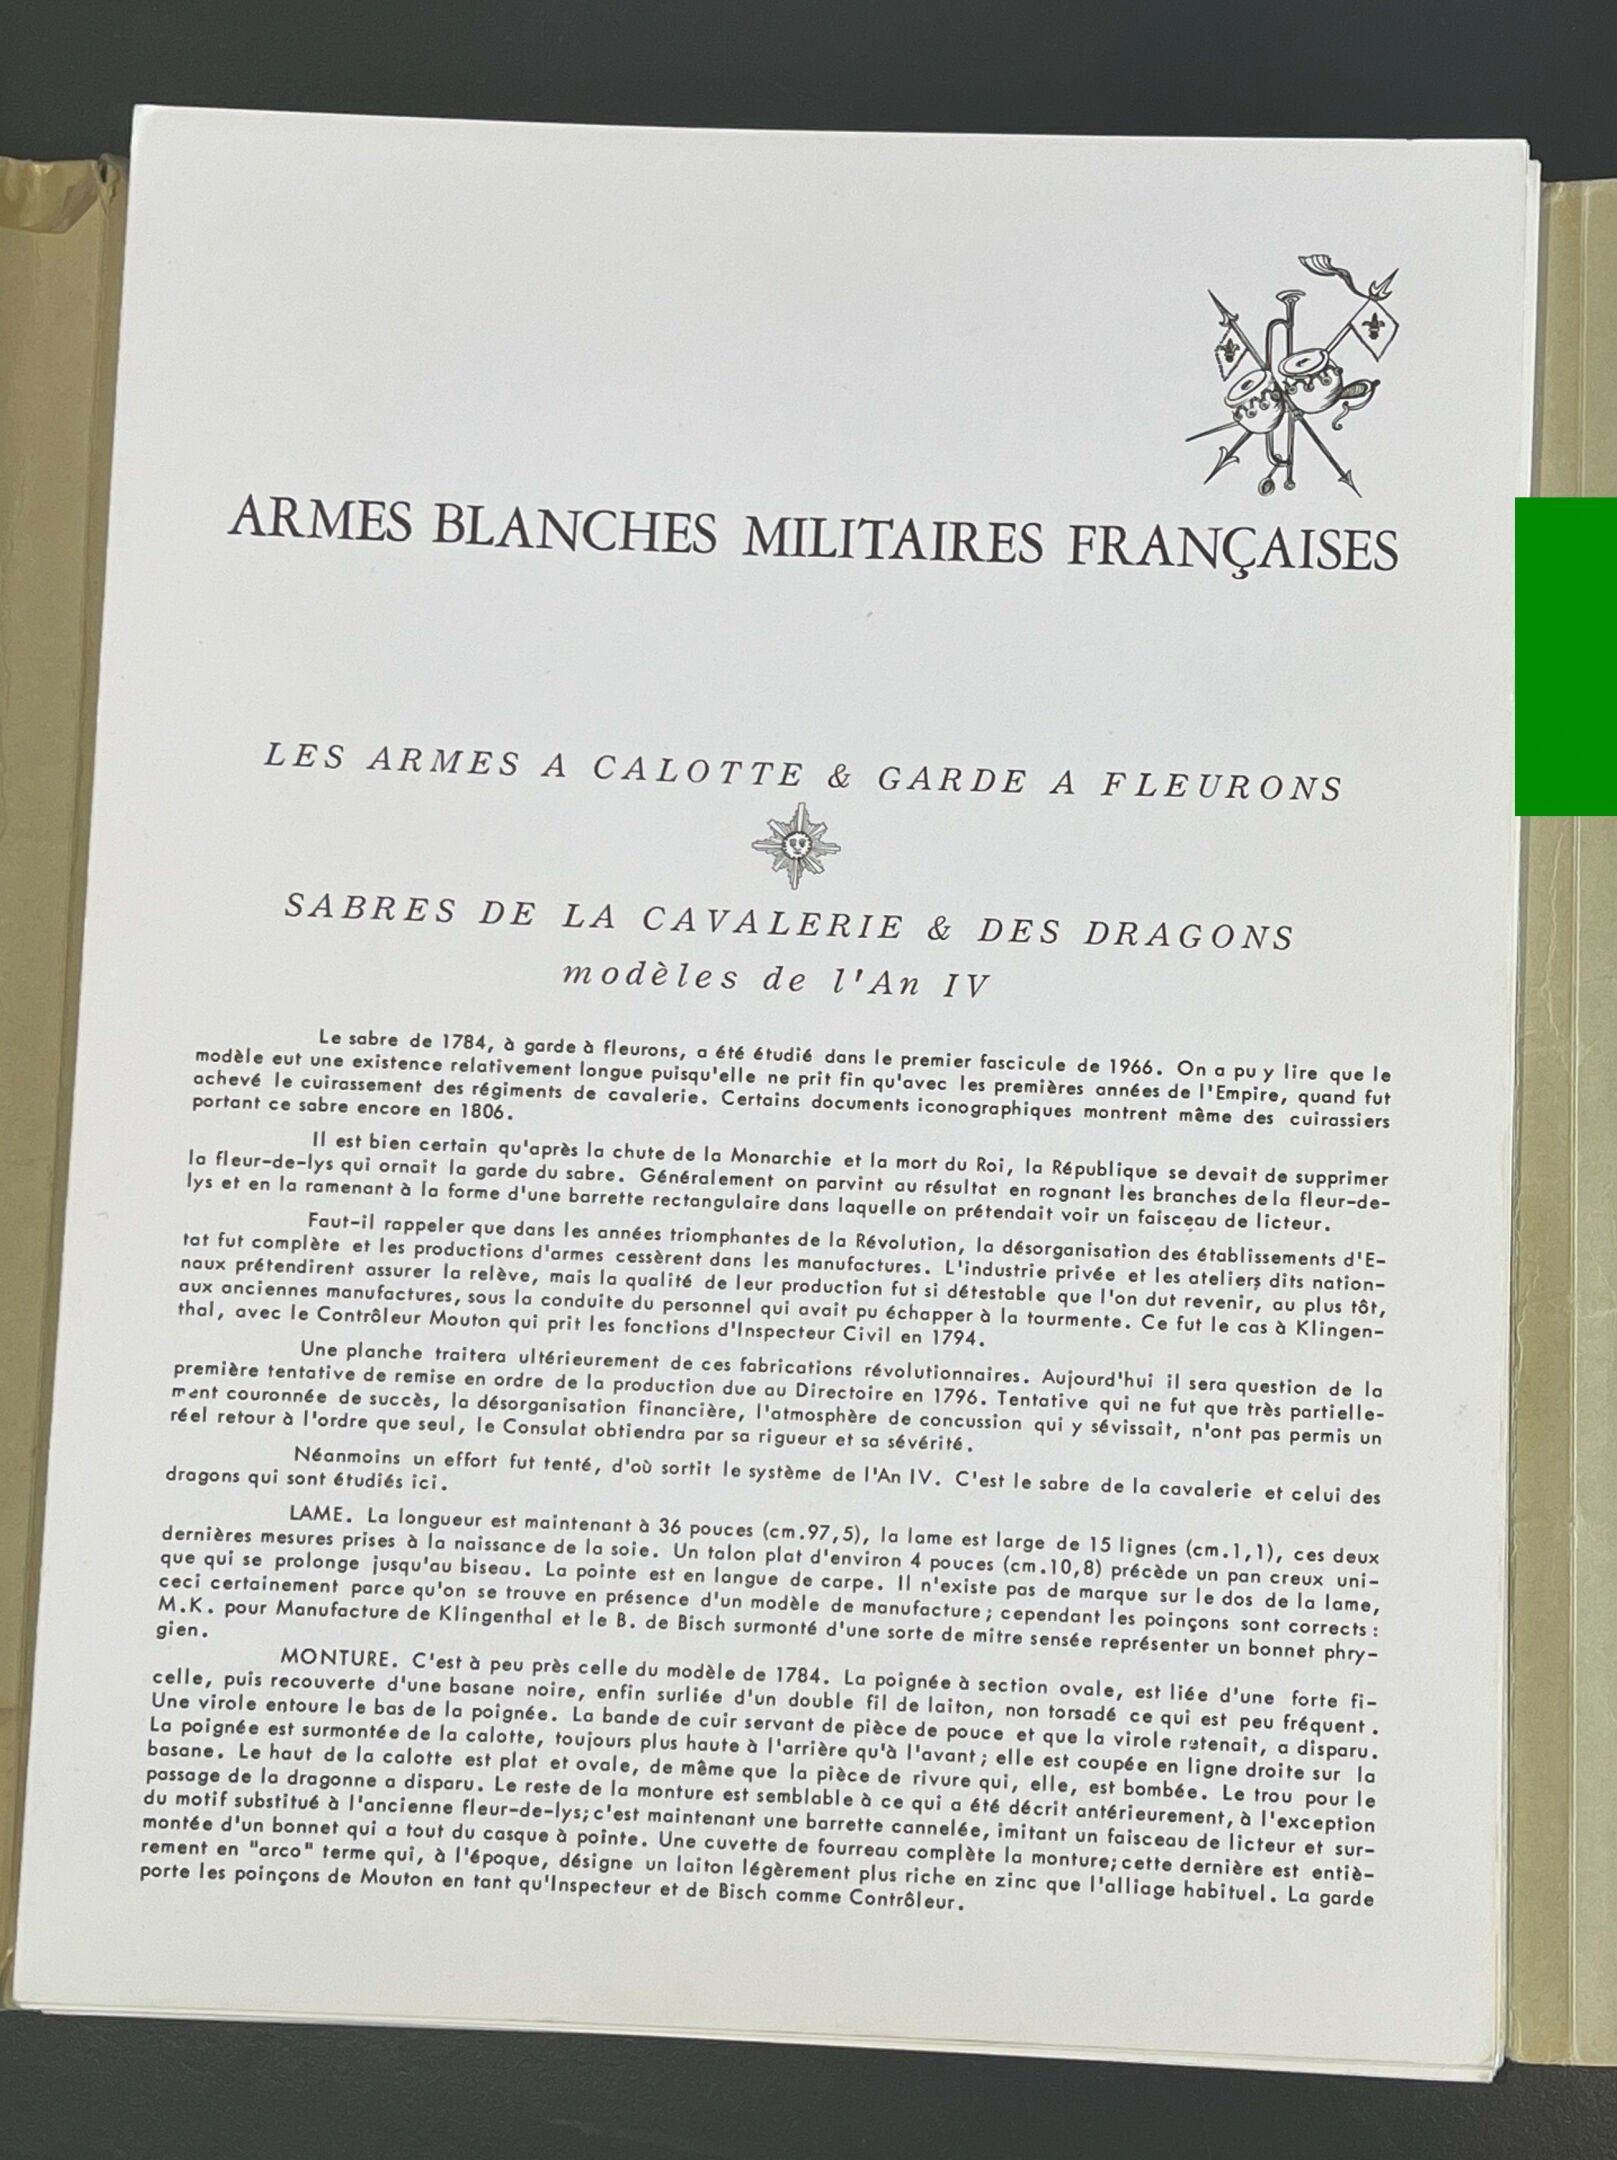 ARMES BLANCHES MILITAIRES FRANÇAISES
LES ARMES A CALOTTE & GARDE A FLEURONS
SABRES DE LA CAVALERIE & DES DRAGONS
modèles de l'An IV
Le sabre de 1784, à garde à fleurons, a été étudié dans le premier fascicule de 1966. On a pu y lire que le
modèle eut une existence relativement longue puisqu'elle ne prit fin qu'avec les premières années de l'Empire, quand fut
achevé le cuirassement des régiments de cavalerie. Certains documents iconographiques montrent même des cuirassiers
portant ce sabre encore en 1806.
Il est bien certain qu'après la chute de la Monarchie et la mort du Roi, la République se devait de supprimer
la fleur-de-lys qui ornait la garde du sabre. Généralement on parvint au résultat en rognant les branches de la fleur-de-
lys et en la ramenant à la forme d'une barrette rectangulaire dans laquelle on prétendait voir un faisceau de licteur.
Faut-il rappeler que dans les années triomphantes de la Révolution, la désorganisation des établissements d'E-
tat fut complète et les productions d'armes cessèrent dans les manufactures. L'industrie privée et les ateliers dits nation-
naux prétendirent assurer la relève, mais la qualité de leur production fut si détestable que l'on dut revenir, au plus tôt,
aux anciennes manufactures, sous la conduite du personnel qui avait pu échapper à la tourmente. Ce fut le cas à Klingen-
thal, avec le Contrôleur Mouton qui prit les fonctions d'Inspecteur Civil en 1794.
Une planche traitera ultérieurement de ces fabrications révolutionnaires. Aujourd'hui il sera question de la
première tentative de remise en ordre de la production due au Directoire en 1796. Tentative qui ne fut que très partielle-
ment couronnée de succès, la désorganisation financière, l'atmosphère de concussion qui y sévissait, n'ont pas permis un
réel retour à l'ordre que seul, le Consulat obtiendra par sa rigueur et sa sévérité.
Néanmoins un effort fut tenté, d'où sortit le système de l'An IV. C'est le sabre de la cavalerie et celui des
dragons qui sont étudiés ici.
LAME. La longueur est maintenant à 36 pouces (cm.97,5), la lame est large de 15 lignes (cm.1,1), ces deux
dernières mesures prises à la naissance de la soie. Un talon plat d'environ 4 pouces (cm.10,8) précède un pan creux uni-
que qui se prolonge jusqu'au biseau. La pointe est en langue de carpe. Il n'existe pas de marque sur le dos de la lame,
ceci certainement parce qu'on se trouve en présence d'un modèle de manufacture; cependant les poinçons sont corrects :
M.K. pour Manufacture de Klingenthal et le B. de Bisch surmonté d'une sorte de mitre sensée représenter un bonnet phry-
gien.
MONTURE. C'est à peu près celle du modèle de 1784. La poignée à section ovale, est liée d'une forte fi-
celle, puis recouverte d'une basane noire, enfin surliée d'un double fil de laiton, non torsadé ce qui est peu fréquent.
Une virole entoure le bas de la poignée. La bande de cuir servant de pièce de pouce et que la virole retenait, a disparu.
La poignée est surmontée de la calotte, toujours plus haute à l'arrière qu'à l'avant; elle est coupée en ligne droite sur la
basane. Le haut de la calotte est plat et ovale, de même que la pièce de rivure qui, elle, est bombée. Le trou pour le
passage de la dragonne a disparu. Le reste de la monture est semblable à ce qui a été décrit antérieurement, à l'exception
du motif substitué à l'ancienne fleur-de-lys; c'est maintenant une barrette cannelée, imitant un faisceau de licteur et sur-
montée d'un bonnet qui a tout du casque à pointe. Une cuvette de fourreau complète la monture; cette dernière est entiè-
rement en "arco" terme qui, à l'époque, désigne un laiton légèrement plus riche en zinc que l'alliage habituel. La garde
porte les poinçons de Mouton en tant qu'Inspecteur et de Bisch comme Contrôleur.